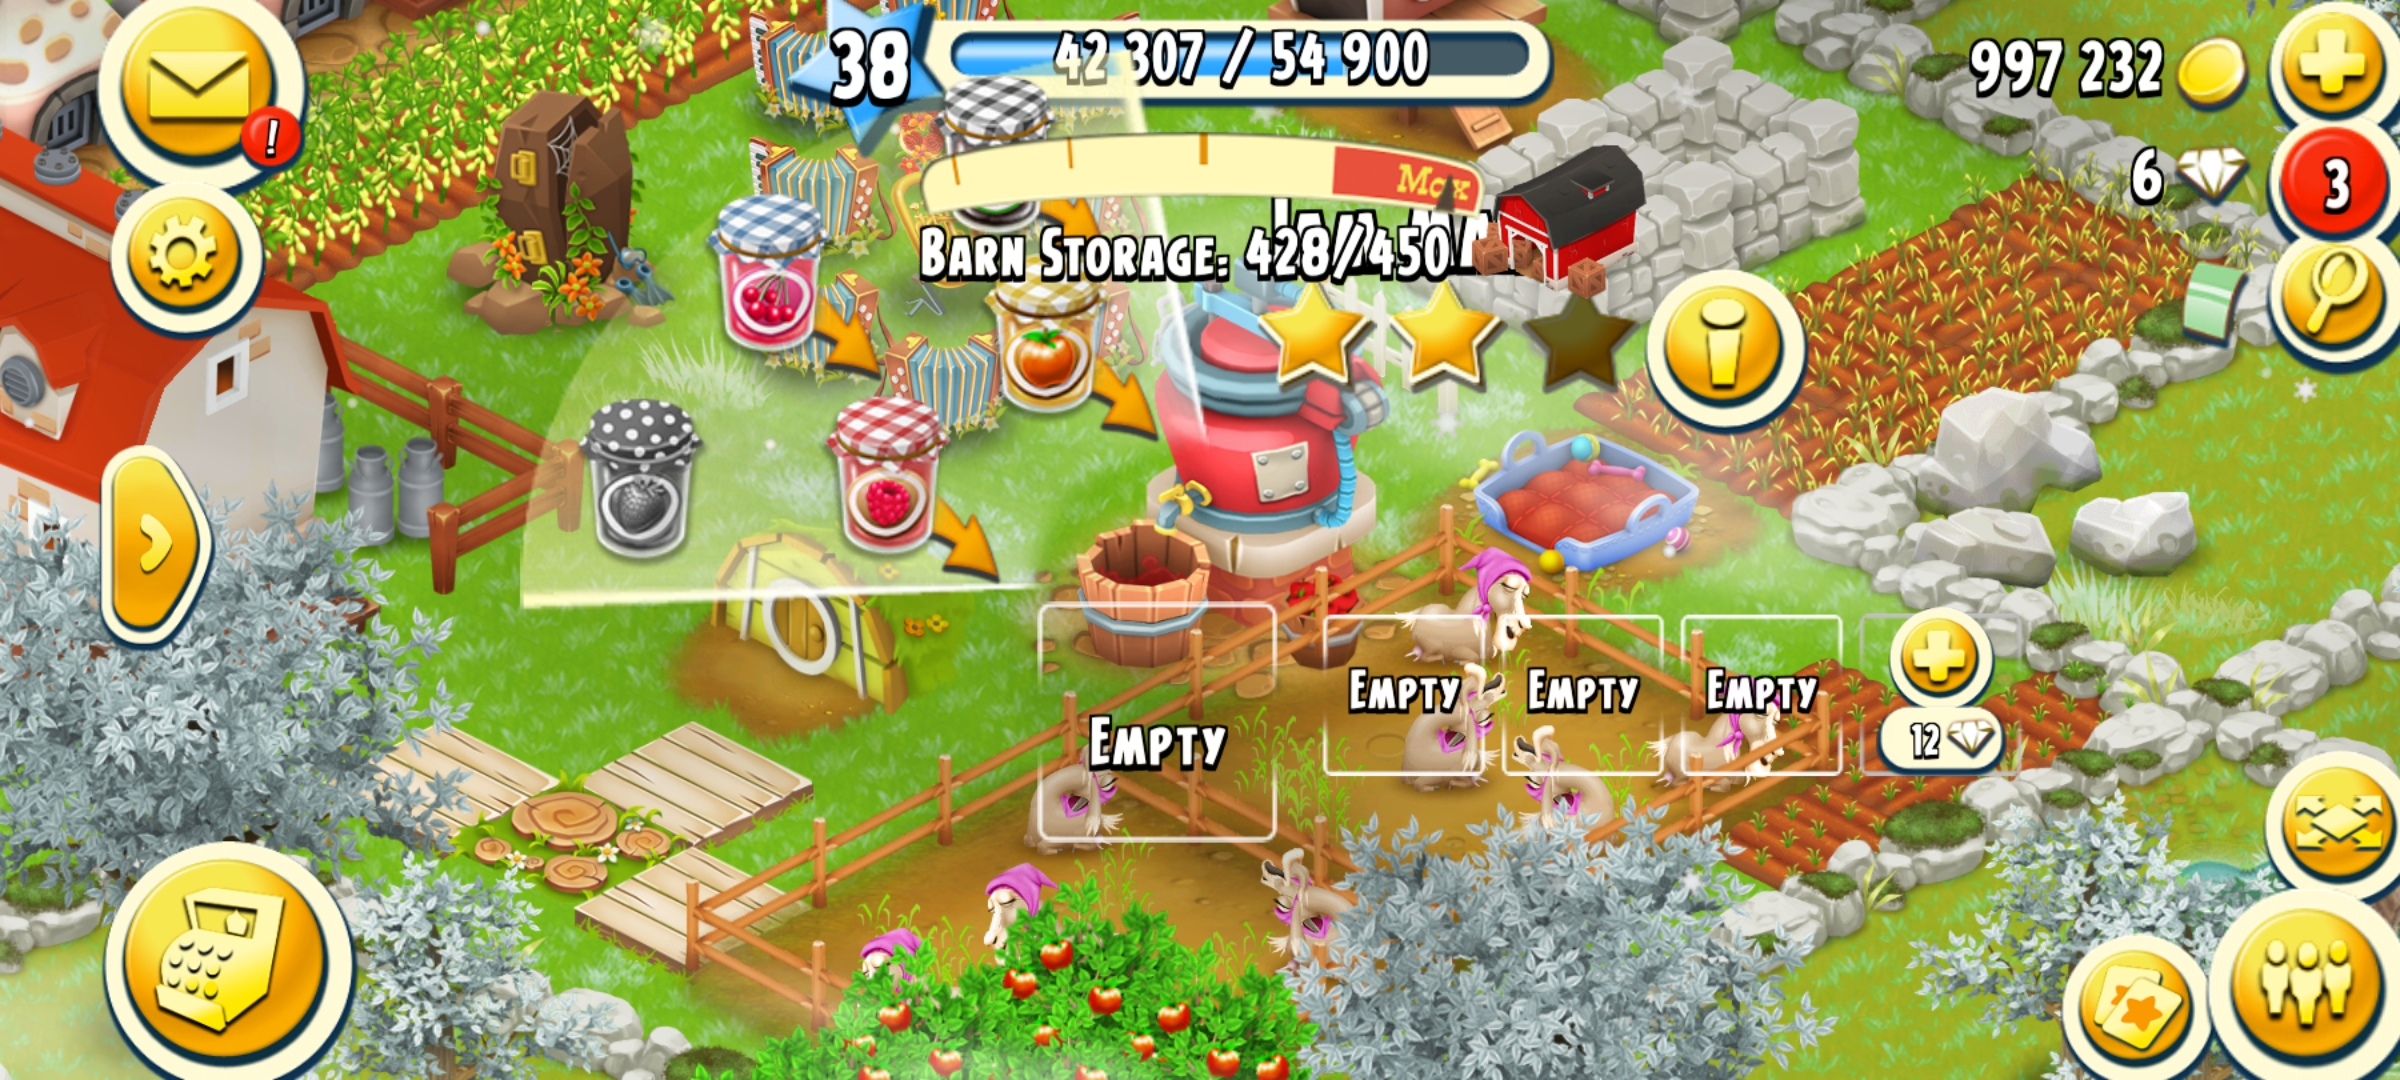 38
42 307 / 54 900
997 232
!
Max
6
3
BARN STORAGE: 428/450
EMPTY
EMPTY
EMPTY
EMPTY
12